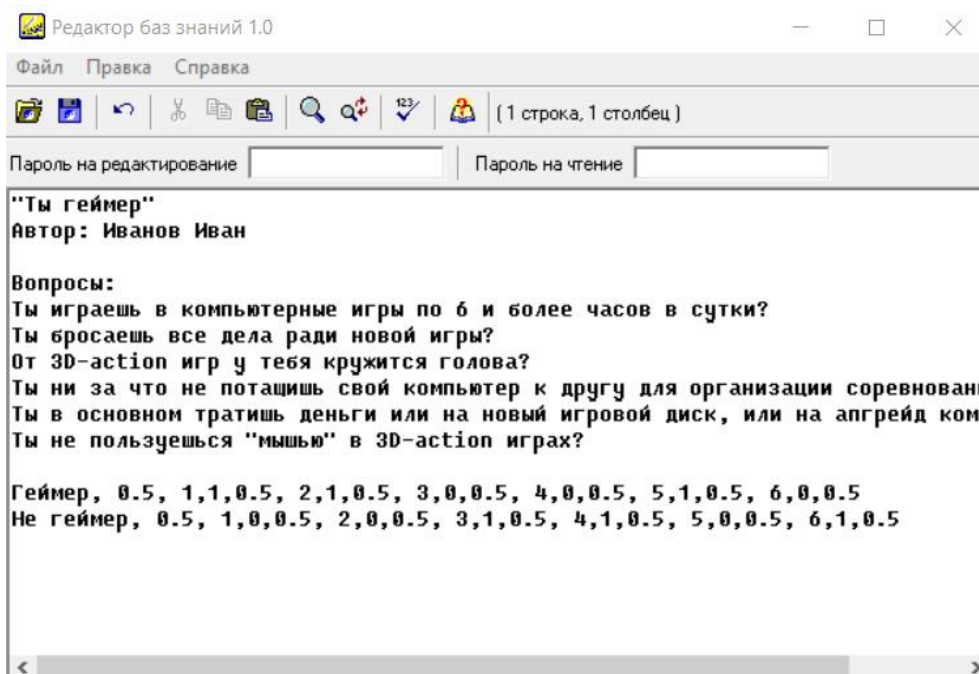 Редактор баз знаний 1.0
Файл Правка Справка
123 (1 строка, 1 столбец)
Пароль на редактирование Пароль на чтение
"Ты геймер"
Автор: Иванов Иван
Вопросы:
Ты играешь в компьютерные игры по 6 и более часов в сутки?
Ты бросаешь все дела ради новой игры?
От 3D-action игр у тебя кружится голова?
Ты ни за что не потащишь свой компьютер к другу для организации соревнован
Ты в основном тратишь деньги или на новый игровой диск, или на апгрейд ком
Ты не пользуешься "мышью" в 3D-action играх?
Геймер, 0.5, 1,1,0.5, 2,1,0.5, 3,0,0.5, 4,0,0.5, 5,1,0.5, 6,0,0.5
Не геймер, 0.5, 1,0,0.5, 2,0,0.5, 3,1,0.5, 4,1,0.5, 5,0,0.5, 6,1,0.5